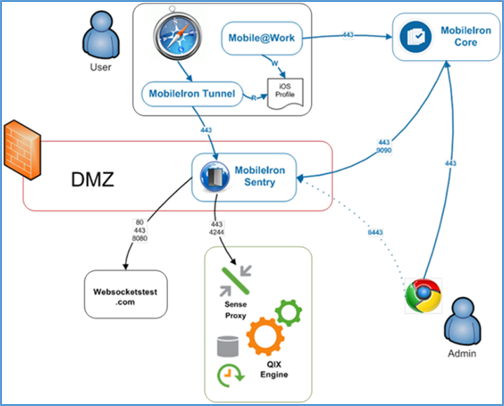 User
Mobile@Work
443
MobileIron
Core
MobileIron Tunnel
R
W
iOS
Profile
443
443
9090
443
DMZ
MobileIron
Sentry
80
443
8080
443
4244
8443
Websocketstest
.com
Sense
Proxy
QIX
Engine
Admin